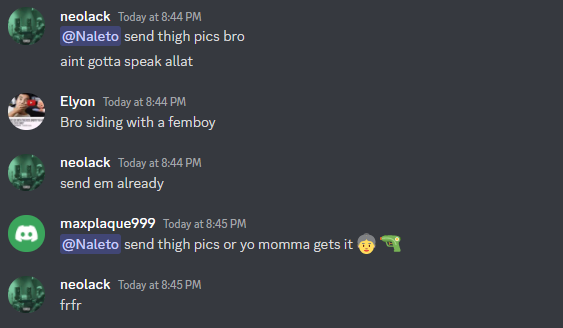 neolack Today at 8:44 PM
@Naleto send thigh pics bro
aint gotta speak allat
Elyon Today at 8:44 PM
Bro siding with a femboy
neolack Today at 8:44 PM
send em already
maxplaque999 Today at 8:45 PM
@Naleto send thigh pics or yo momma gets it 👵 🔫
neolack Today at 8:45 PM
frfr